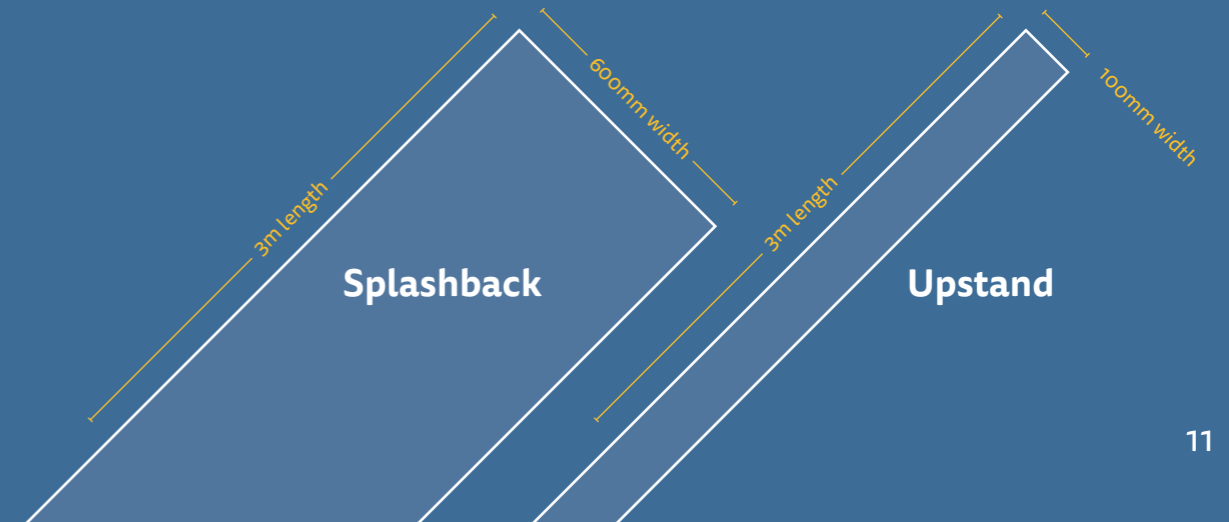 3m length
600mm width
Splashback
3m length
100mm width
Upstand
11